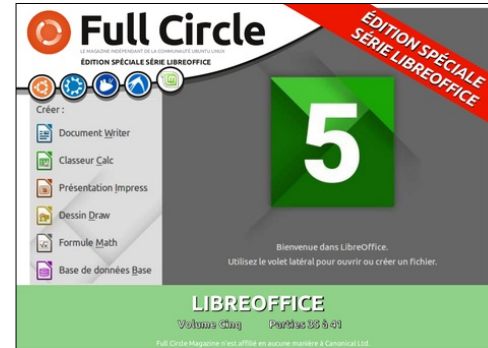 Full Circle
LE MAGAZINE INDÉPENDANT DE LA COMMUNAUTÉ UBUNTU LINUX
ÉDITION SPÉCIALE SÉRIE LIBREOFFICE
ÉDITION SPÉCIALE
SÉRIE LIBREOFFICE
Créer :
Document Writer
Classeur Calc
Présentation Impress
Dessin Draw
Formule Math
Base de données Base
5
Bienvenue dans LibreOffice.
Utilisez le volet latéral pour ouvrir ou créer un fichier.
LIBREOFFICE
Volume Cinq Parties 35 à 41
Full Circle Magazine n'est affilié en aucune manière à Canonical Ltd.